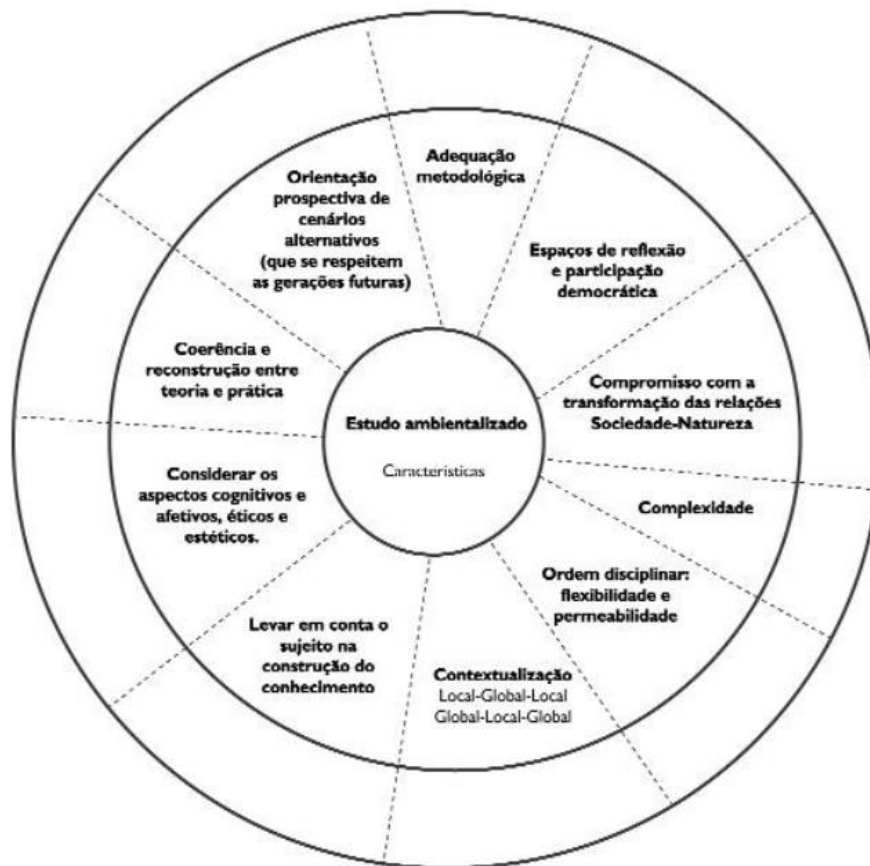 Adequação
metodológica
Orientação
prospectiva de
cenários
alternativos
(que se respeitem
as gerações futuras)
Espaços de reflexão
e participação
democrática
Coerência e
reconstrução entre
teoria e prática
Compromisso com a
transformação das relações
Sociedade-Natureza
Estudo ambientalizado
Características
Considerar os
aspectos cognitivos e
afetivos, éticos e
estéticos.
Complexidade
Ordem disciplinar:
flexibilidade e
permeabilidade
Levar em conta o
sujeito na
construção do
conhecimento
Contextualização
Local-Global-Local
Global-Local-Global